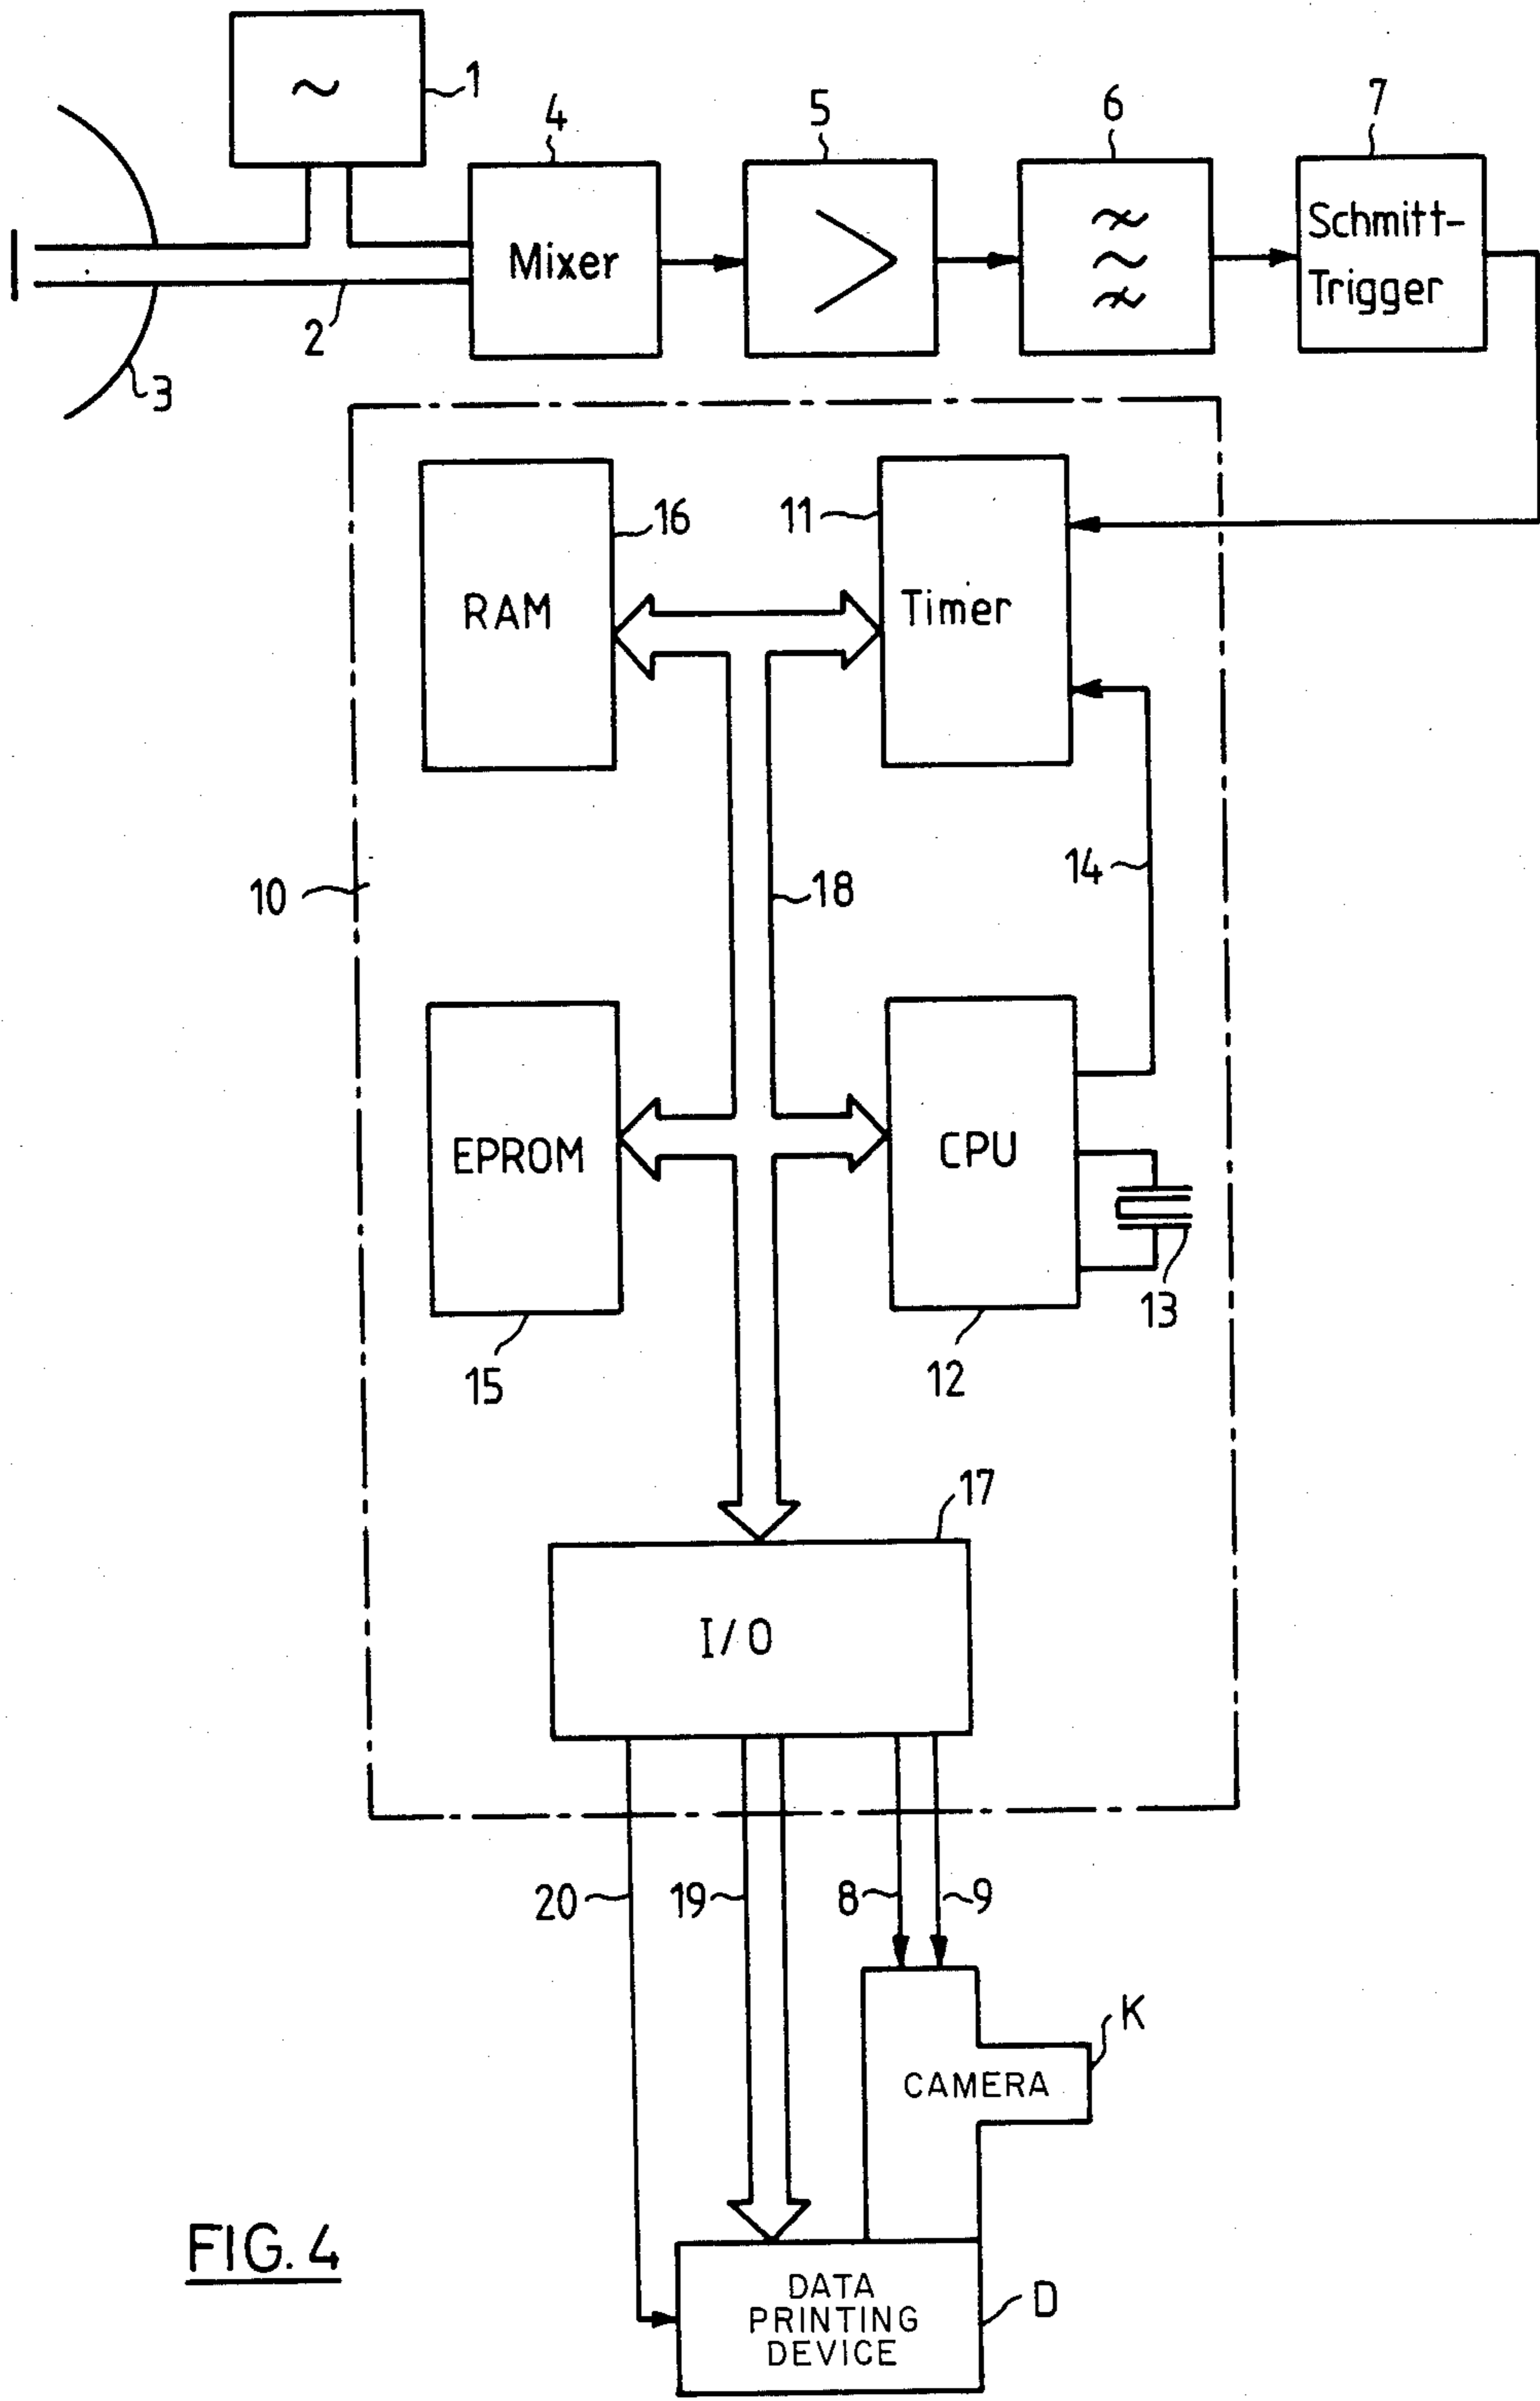 ~
1
4
5
6
7
Mixer
Schmitt-
Trigger
2
3
16
11
RAM
Timer
10
18
14
EPROM
CPU
13
15
12
17
I/O
20
19
8
9
K
CAMERA
FIG. 4
DATA
PRINTING
DEVICE
D